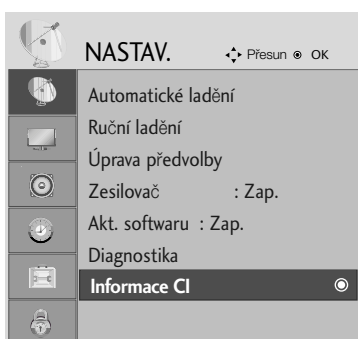 NASTAV. Přesun OK
Automatické ladění
Ruční ladění
Úprava předvolby
Zesilovač : Zap.
Akt. softwaru : Zap.
Diagnostika
Informace CI